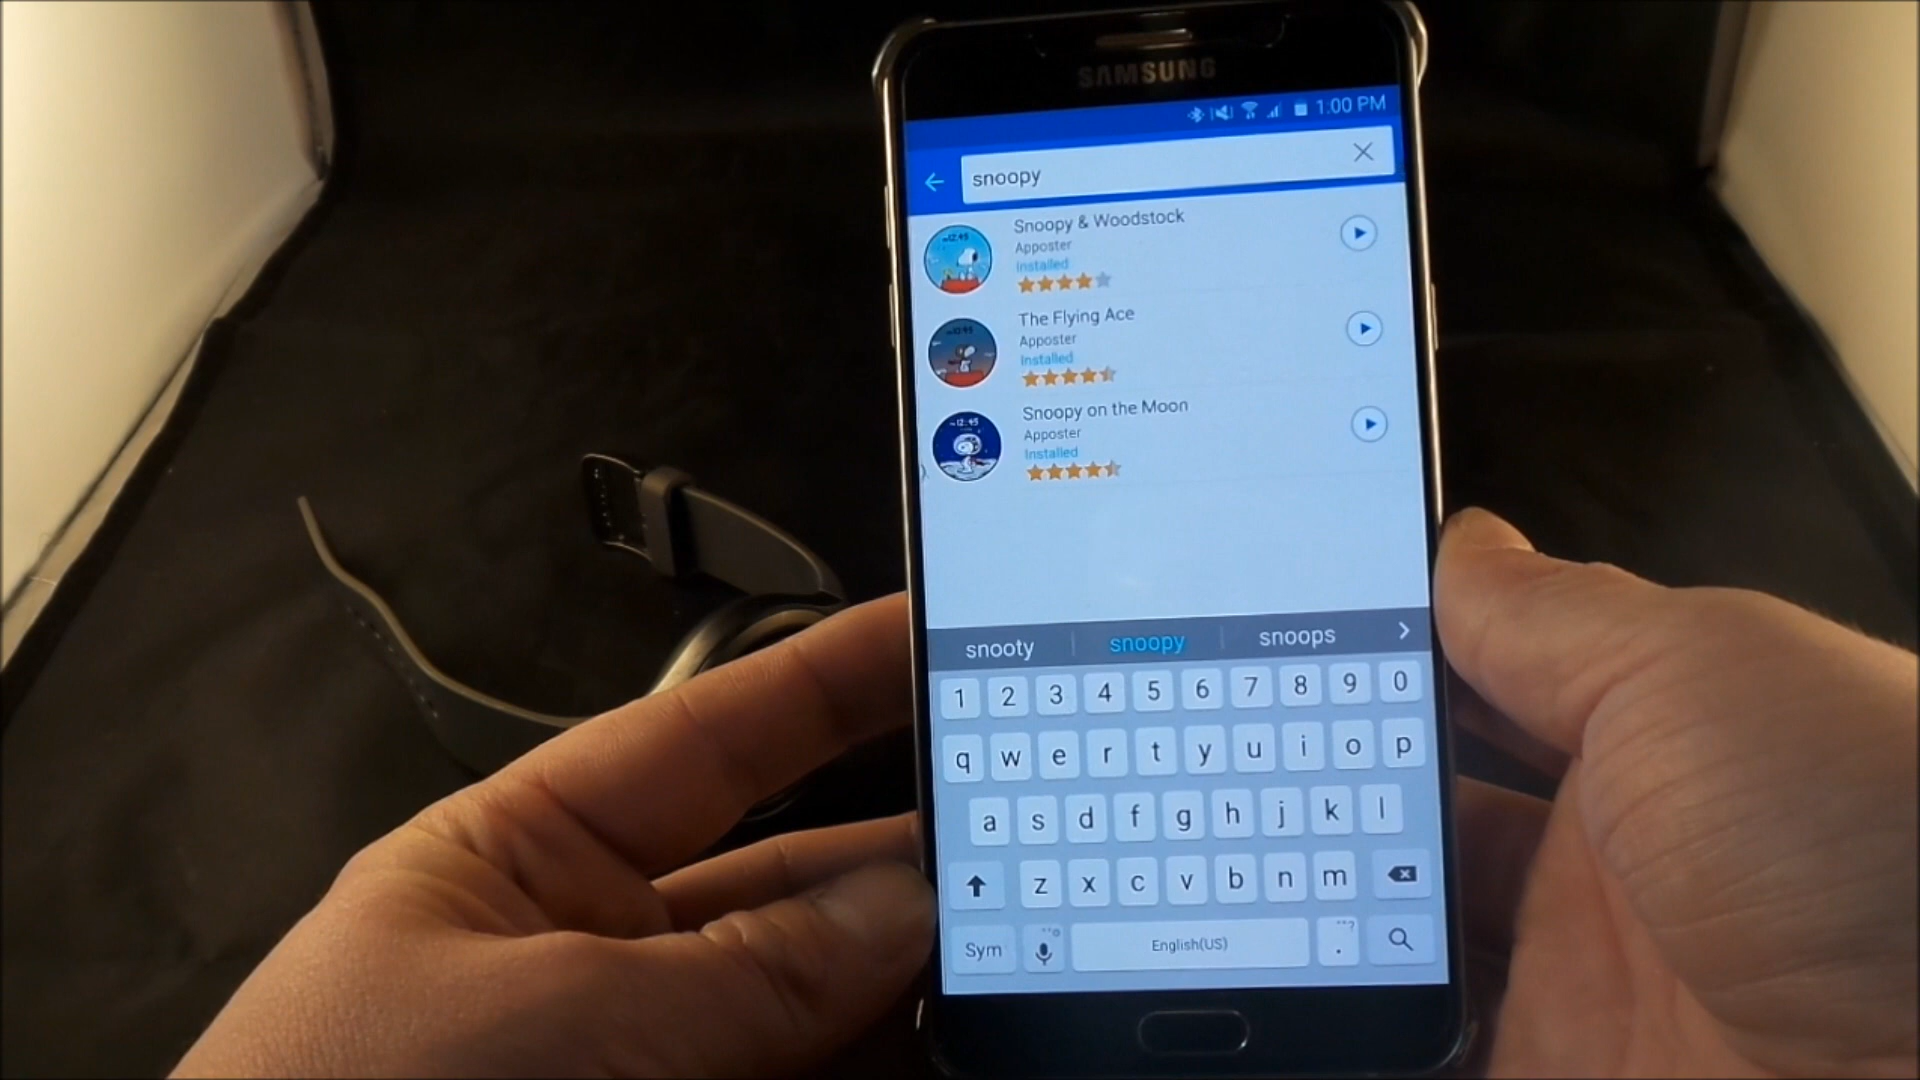 SAMSUNG
1:00 PM
snoopy
Snoopy & Woodstock
Apposter
Installed
The Flying Ace
Apposter
Installed
Snoopy on the Moon
Apposter
Installed
snooty snoopy snoops
1 2 3 4 5 6 7 8 9 0
q w e r t y u i o p
a s d f g h j k l
z x c v b n m
Sym English(US) .